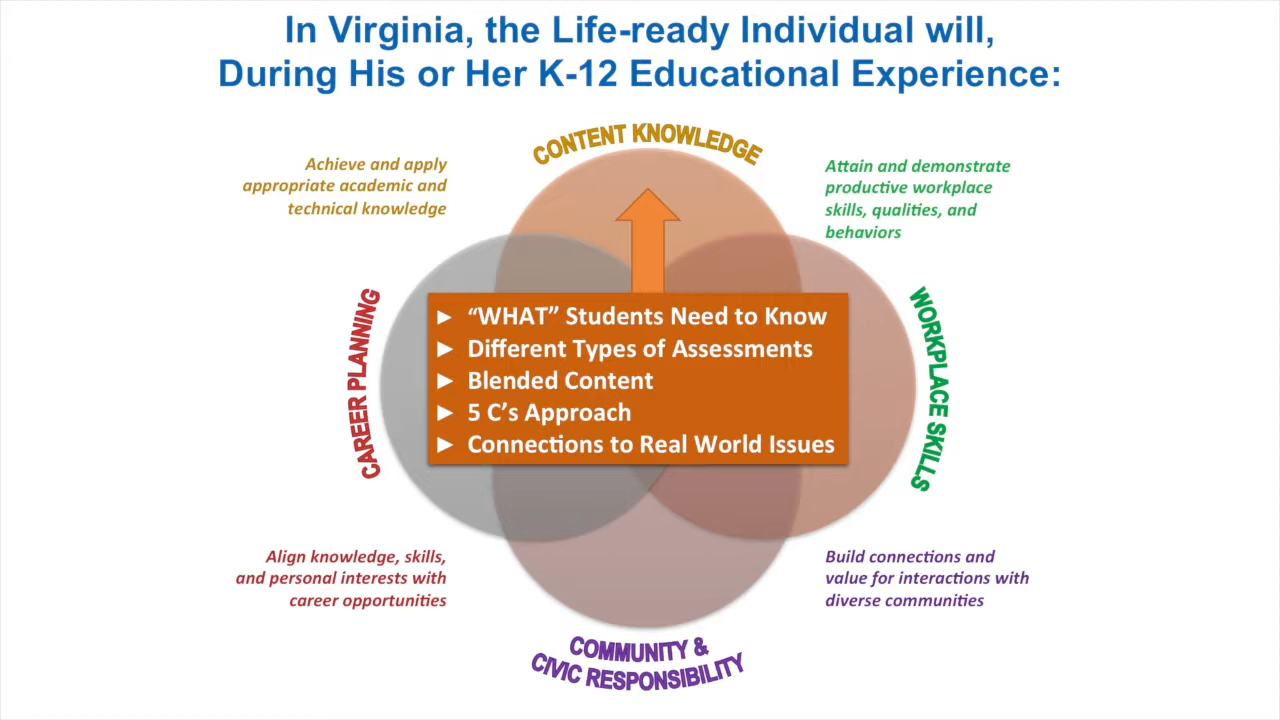 In Virginia, the Life-ready Individual will,
During His or Her K-12 Educational Experience:
CONTENT KNOWLEDGE
Achieve and apply
appropriate academic and
technical knowledge
Attain and demonstrate
productive workplace
skills, qualities, and
behaviors
CAREER PLANNING
► “WHAT” Students Need to Know
► Different Types of Assessments
► Blended Content
► 5 C’s Approach
► Connections to Real World Issues
WORKPLACE SKILLS
Align knowledge, skills,
and personal interests with
career opportunities
Build connections and
value for interactions with
diverse communities
COMMUNITY &
CIVIC RESPONSIBILITY